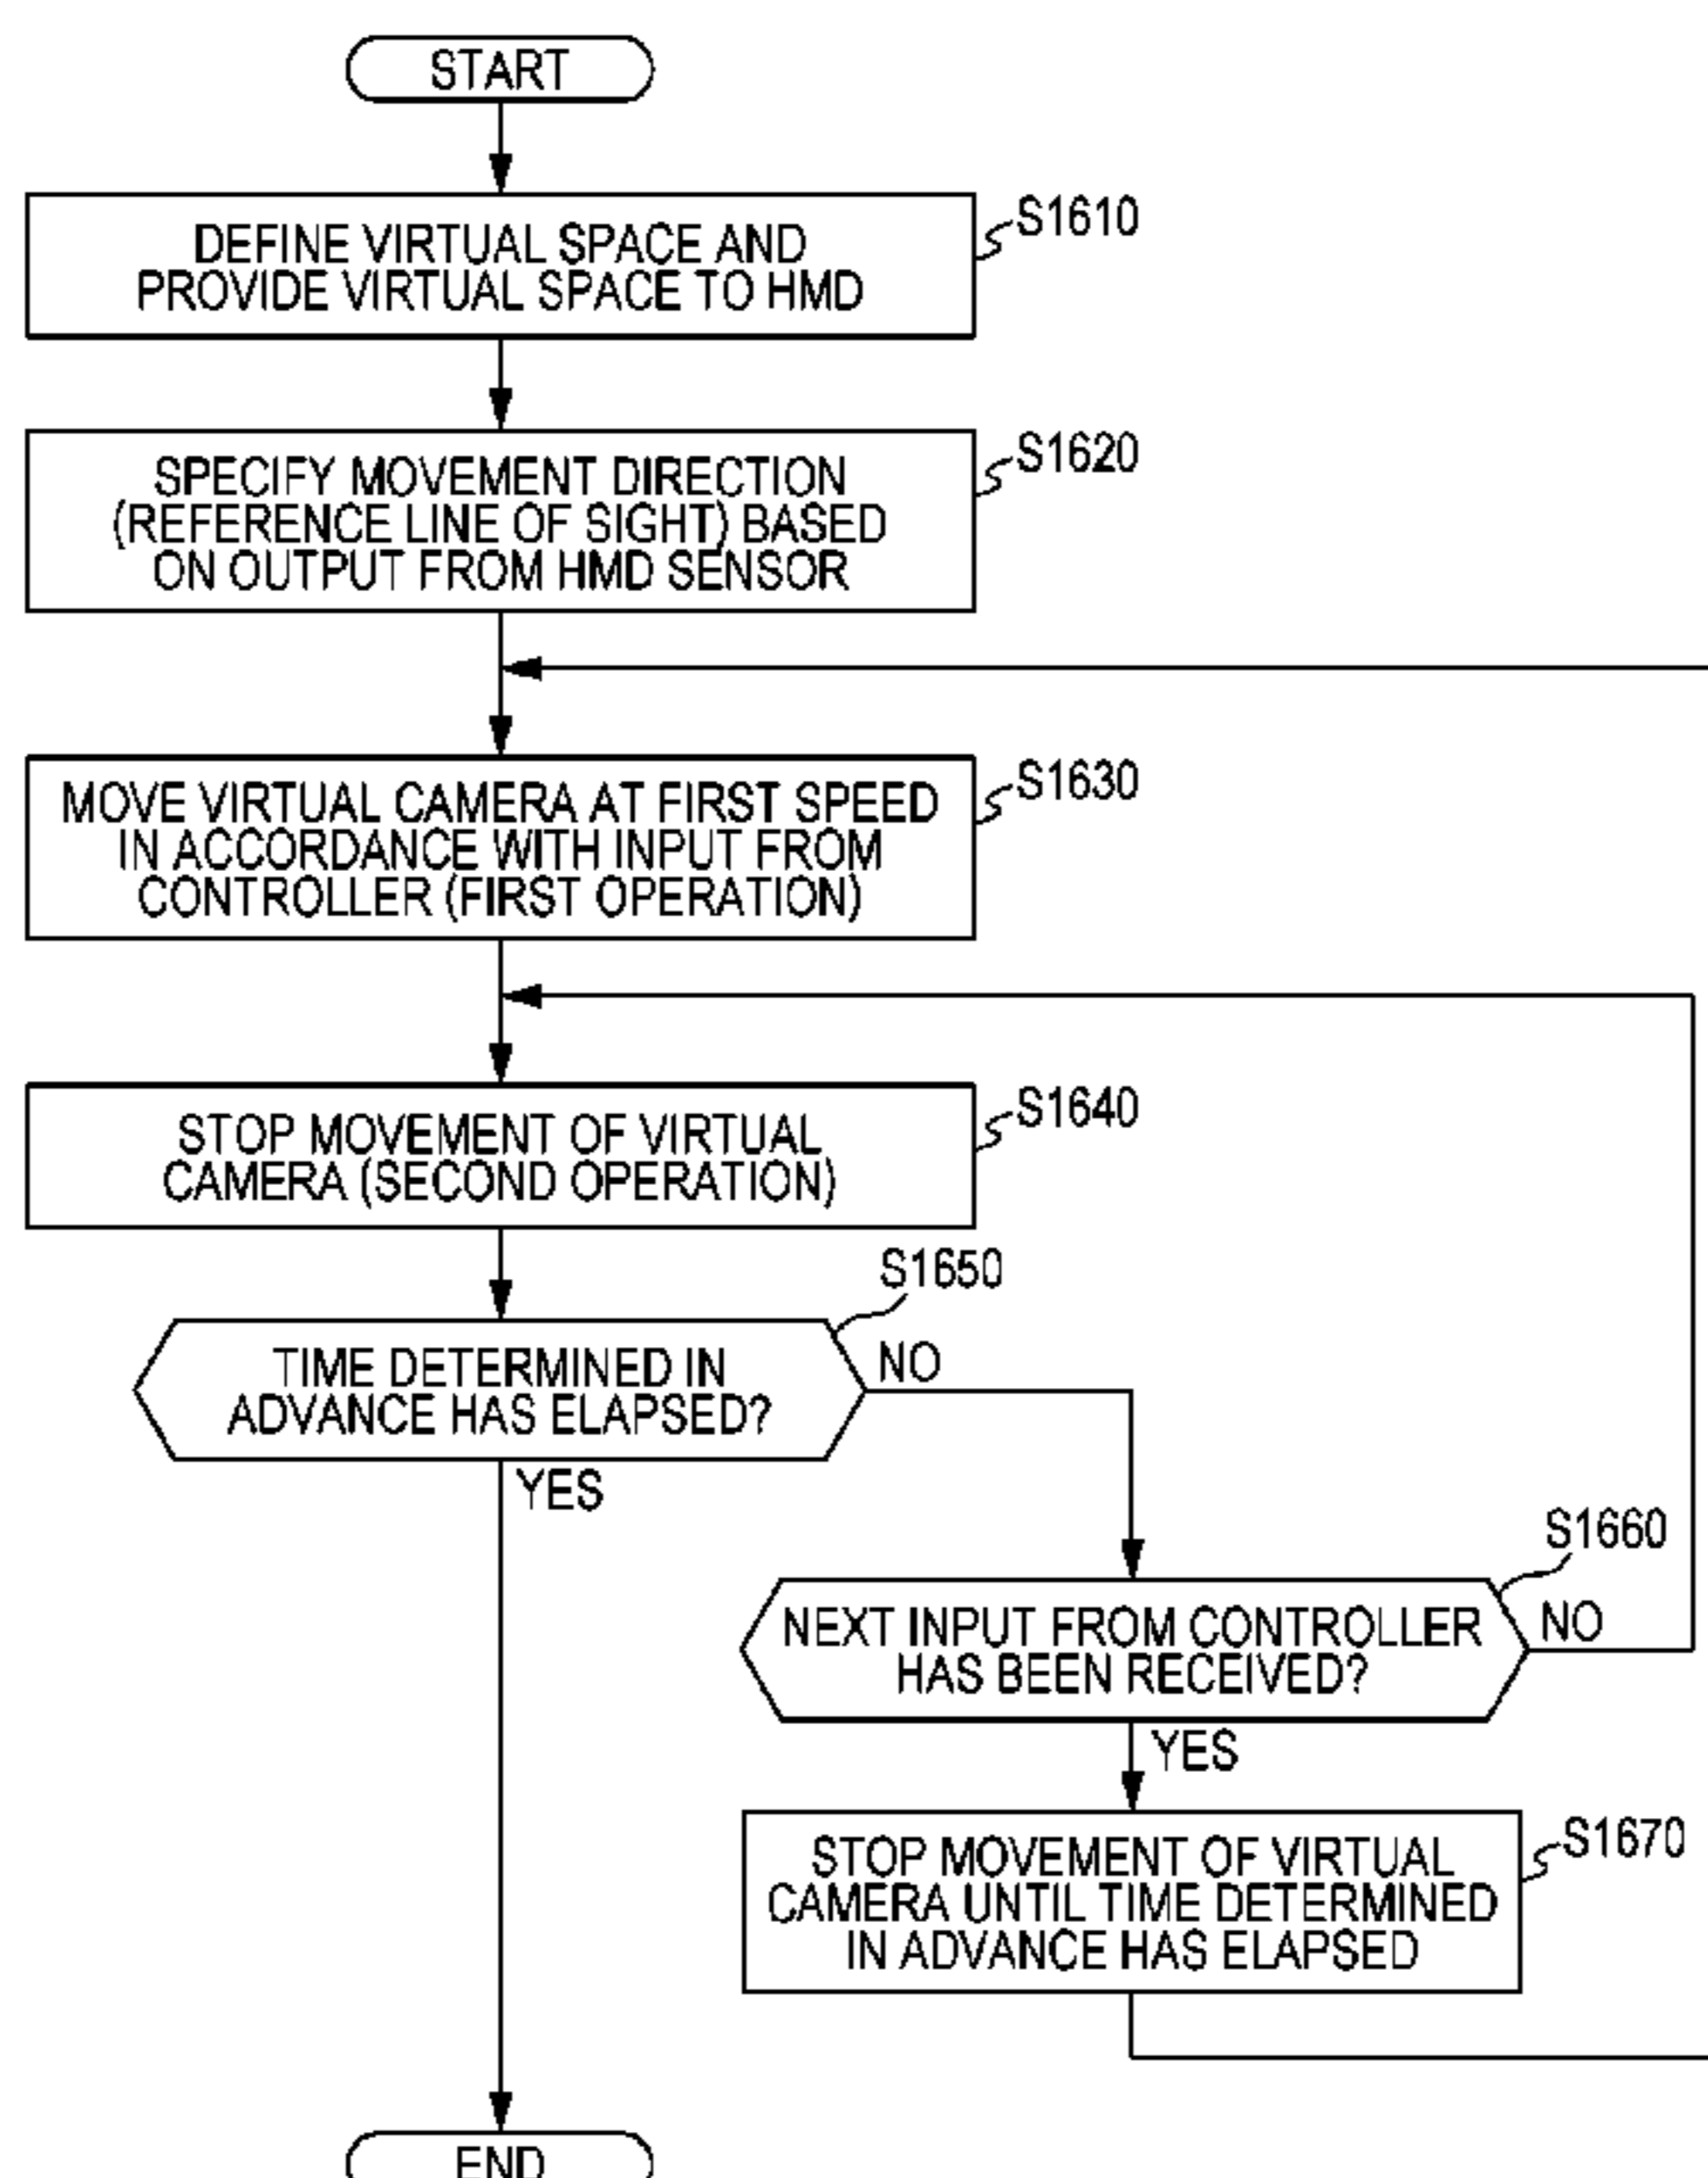 START
S1610
DEFINE VIRTUAL SPACE AND
PROVIDE VIRTUAL SPACE TO HMD
S1620
SPECIFY MOVEMENT DIRECTION
(REFERENCE LINE OF SIGHT) BASED
ON OUTPUT FROM HMD SENSOR
S1630
MOVE VIRTUAL CAMERA AT FIRST SPEED
IN ACCORDANCE WITH INPUT FROM
CONTROLLER (FIRST OPERATION)
S1640
STOP MOVEMENT OF VIRTUAL
CAMERA (SECOND OPERATION)
S1650
TIME DETERMINED IN
ADVANCE HAS ELAPSED?
NO
YES
S1660
NEXT INPUT FROM CONTROLLER
HAS BEEN RECEIVED?
NO
YES
S1670
STOP MOVEMENT OF VIRTUAL
CAMERA UNTIL TIME DETERMINED
IN ADVANCE HAS ELAPSED
END